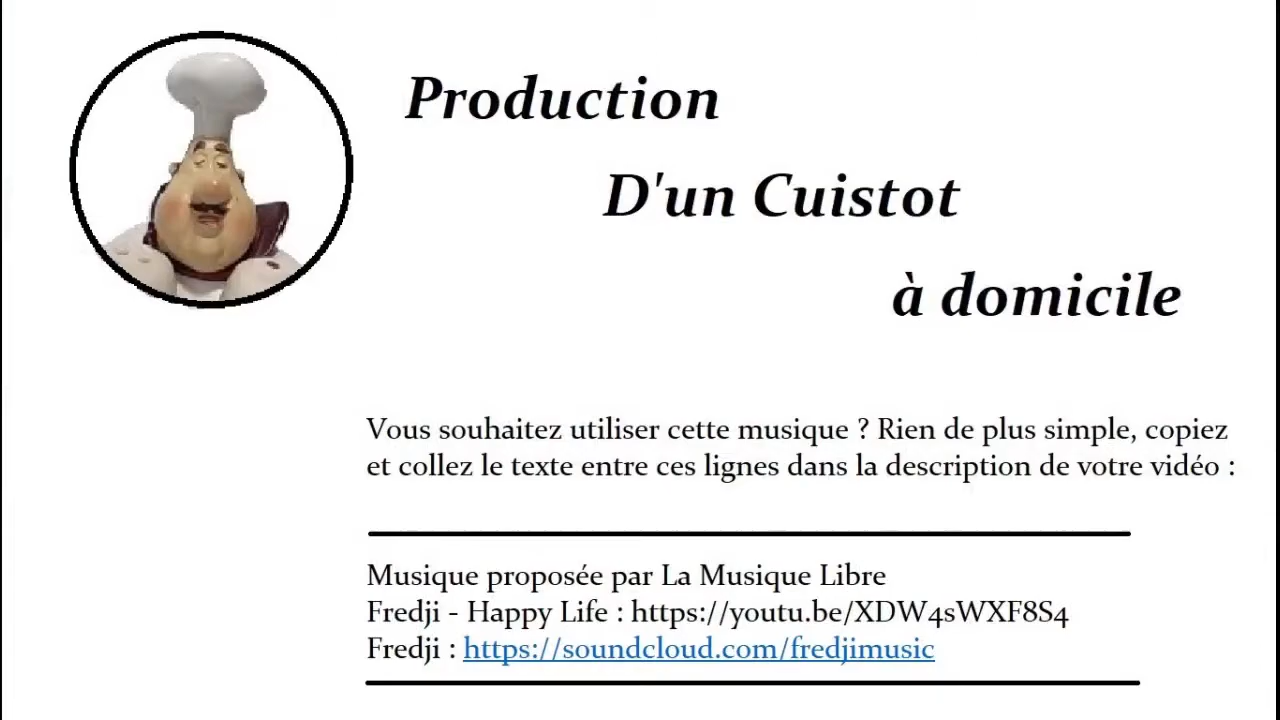 Production
D'un Cuistot
à domicile
Vous souhaitez utiliser cette musique ? Rien de plus simple, copiez
et collez le texte entre ces lignes dans la description de votre vidéo :
Musique proposée par La Musique Libre
Fredji - Happy Life : https://youtu.be/XDW4sWXF8S4
Fredji : https://soundcloud.com/fredjimusic